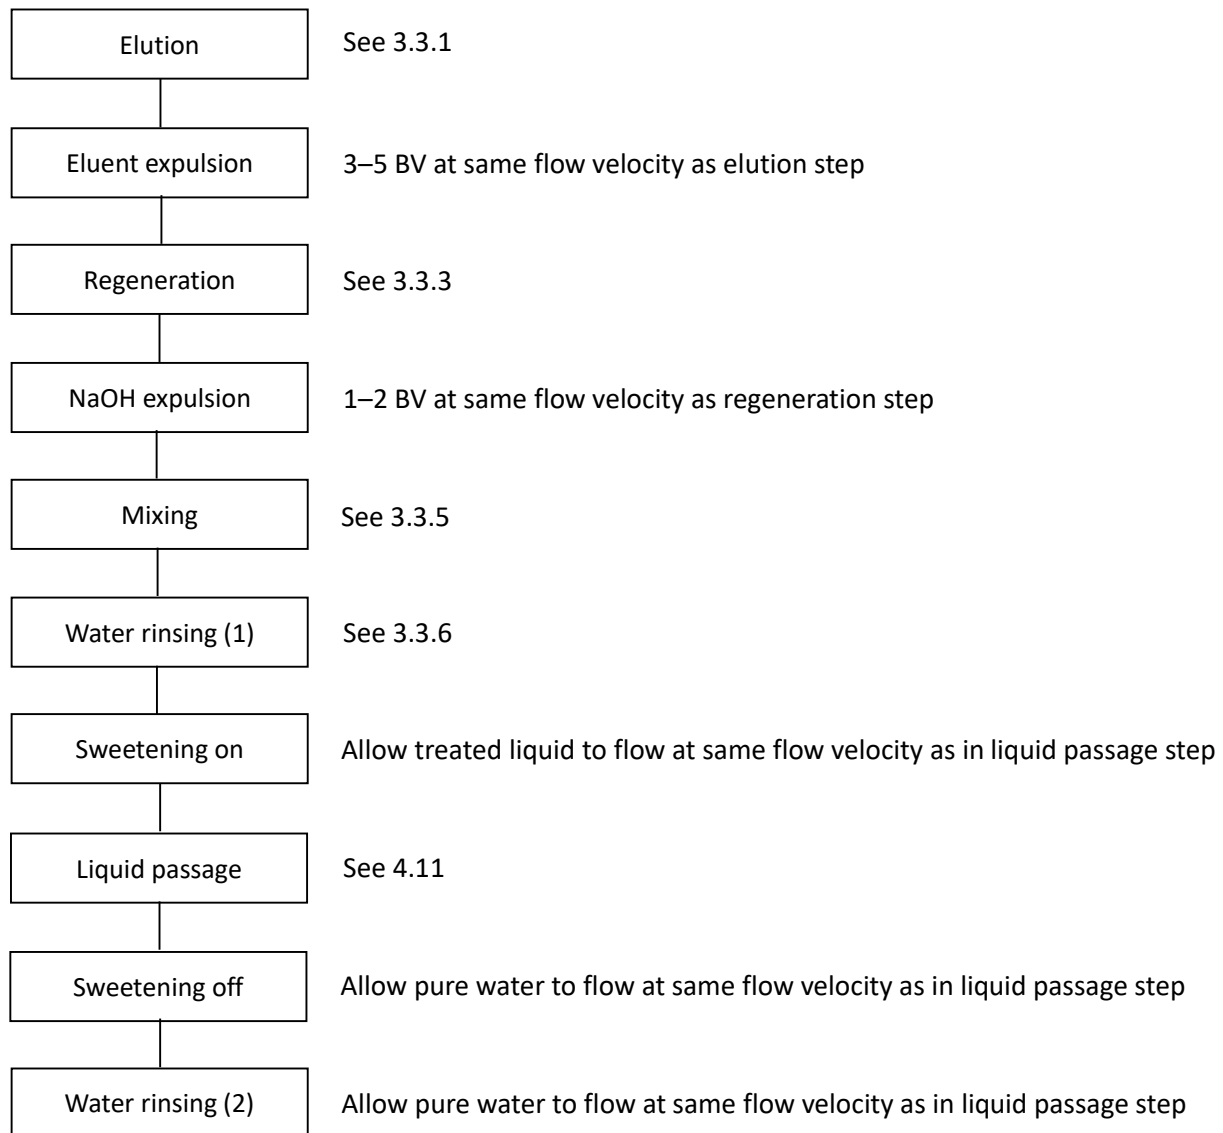 Elution
See 3.3.1
Eluent expulsion
3–5 BV at same flow velocity as elution step
Regeneration
See 3.3.3
NaOH expulsion
1–2 BV at same flow velocity as regeneration step
Mixing
See 3.3.5
Water rinsing (1)
See 3.3.6
Sweetening on
Allow treated liquid to flow at same flow velocity as in liquid passage step
Liquid passage
See 4.11
Sweetening off
Allow pure water to flow at same flow velocity as in liquid passage step
Water rinsing (2)
Allow pure water to flow at same flow velocity as in liquid passage step